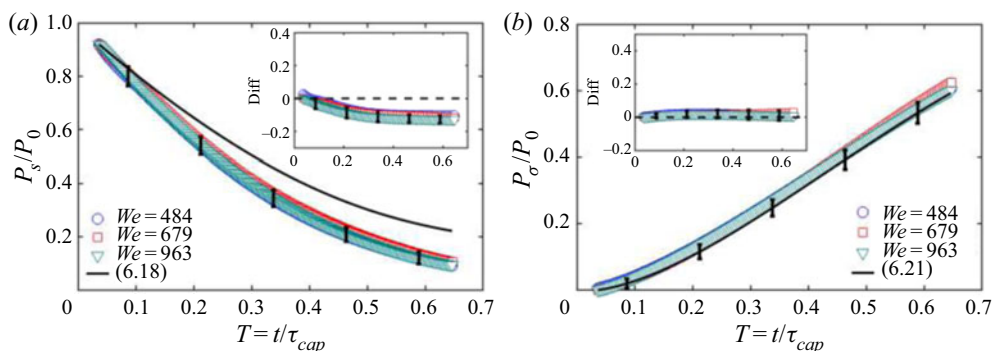 (a)
1.0
0.8
0.6
0.4
0.2
0
P_s/P_0
0 0.1 0.2 0.3 0.4 0.5 0.6 0.7
T = t/τ_cap
We = 484
We = 679
We = 963
(6.18)
0.4
0.2
0
−0.2
Diff
0 0.2 0.4 0.6
(b)
0.8
0.6
0.4
0.2
P_σ/P_0
0 0.1 0.2 0.3 0.4 0.5 0.6 0.7
T = t/τ_cap
We = 484
We = 679
We = 963
(6.21)
0.4
0.2
0
−0.2
Diff
0 0.2 0.4 0.6